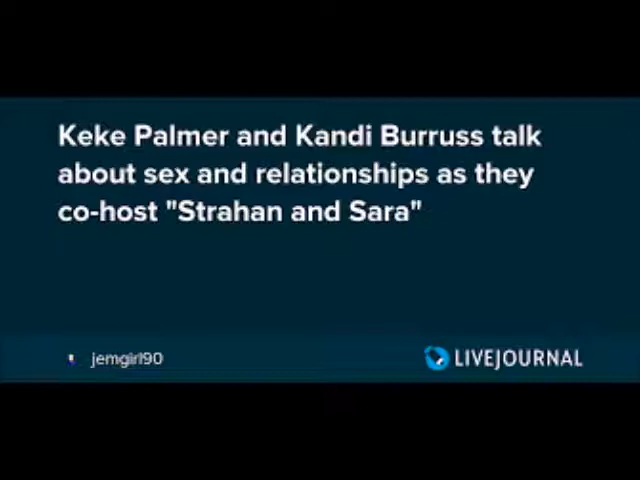 Keke Palmer and Kandi Burruss talk
about sex and relationships as they
co-host "Strahan and Sara"
jemgirl90
LIVEJOURNAL